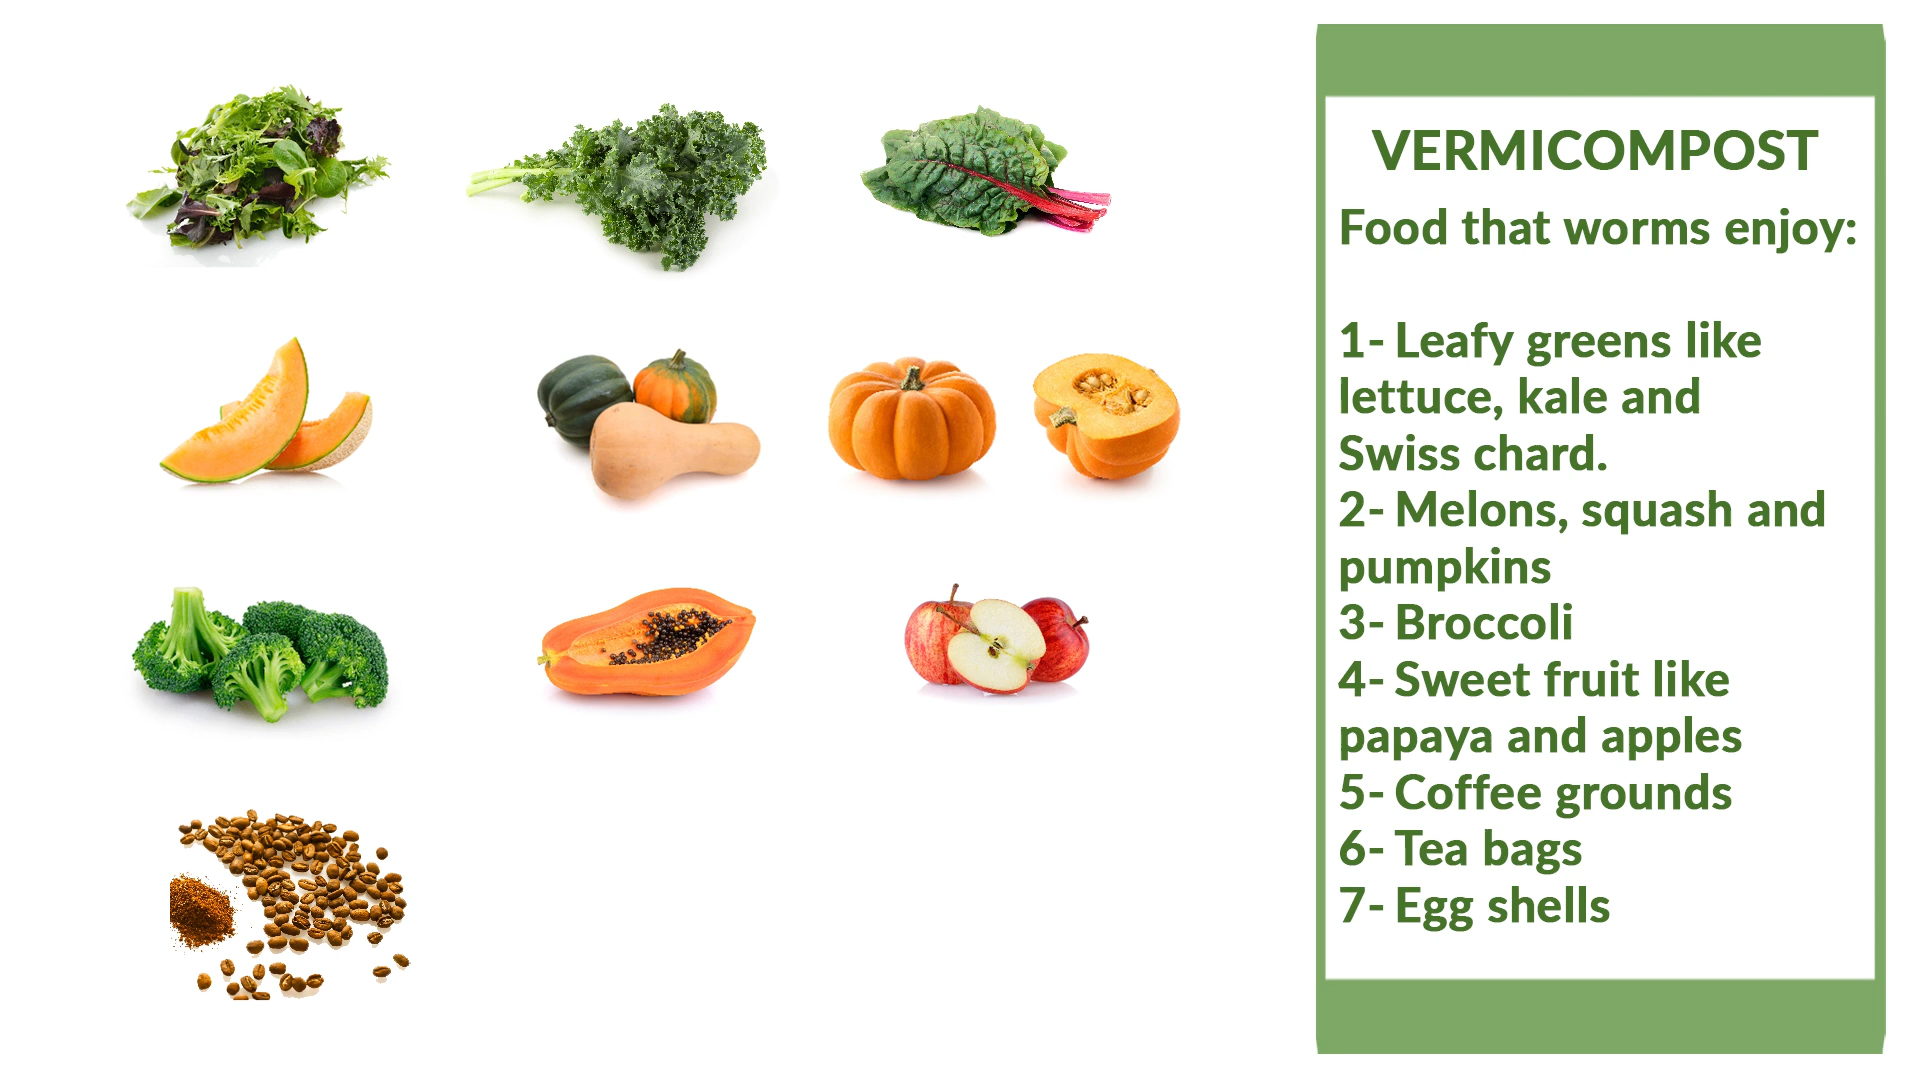 VERMICOMPOST
Food that worms enjoy:
1- Leafy greens like
lettuce, kale and
Swiss chard.
2- Melons, squash and
pumpkins
3- Broccoli
4- Sweet fruit like
papaya and apples
5- Coffee grounds
6- Tea bags
7- Egg shells